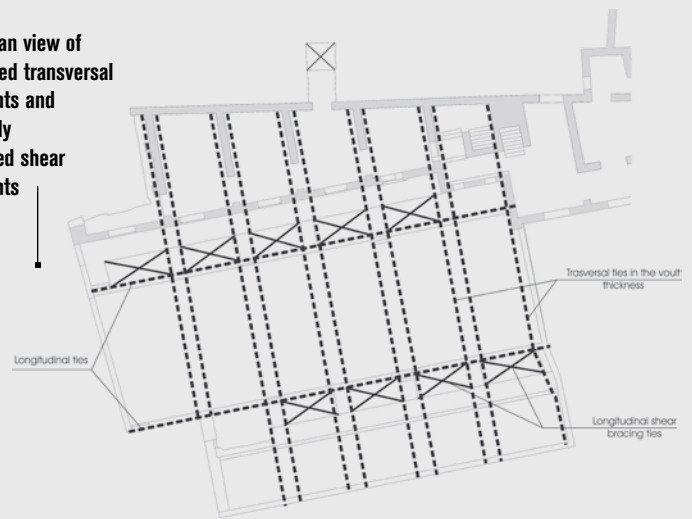 an view of
ed transversal
nts and
ly
ed shear
nts
Trasversal ties in the voult
thickness
Longitudinal ties
Longitudinal shear
bracing ties